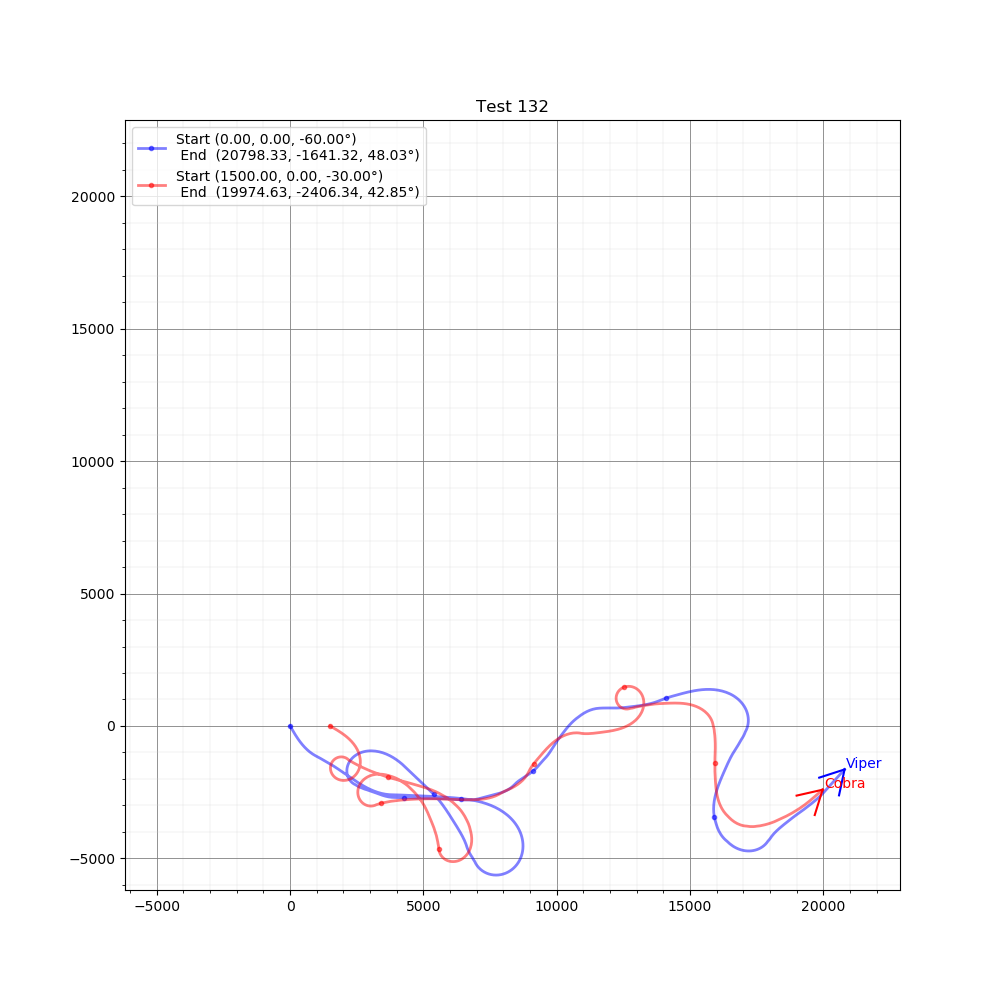 Test 132
Start (0.00, 0.00, -60.00°)
End  (20798.33, -1641.32, 48.03°)
Start (1500.00, 0.00, -30.00°)
End  (19974.63, -2406.34, 42.85°)
20000
15000
10000
5000
0
−5000
Viper
Cobra
−5000
0
5000
10000
15000
20000